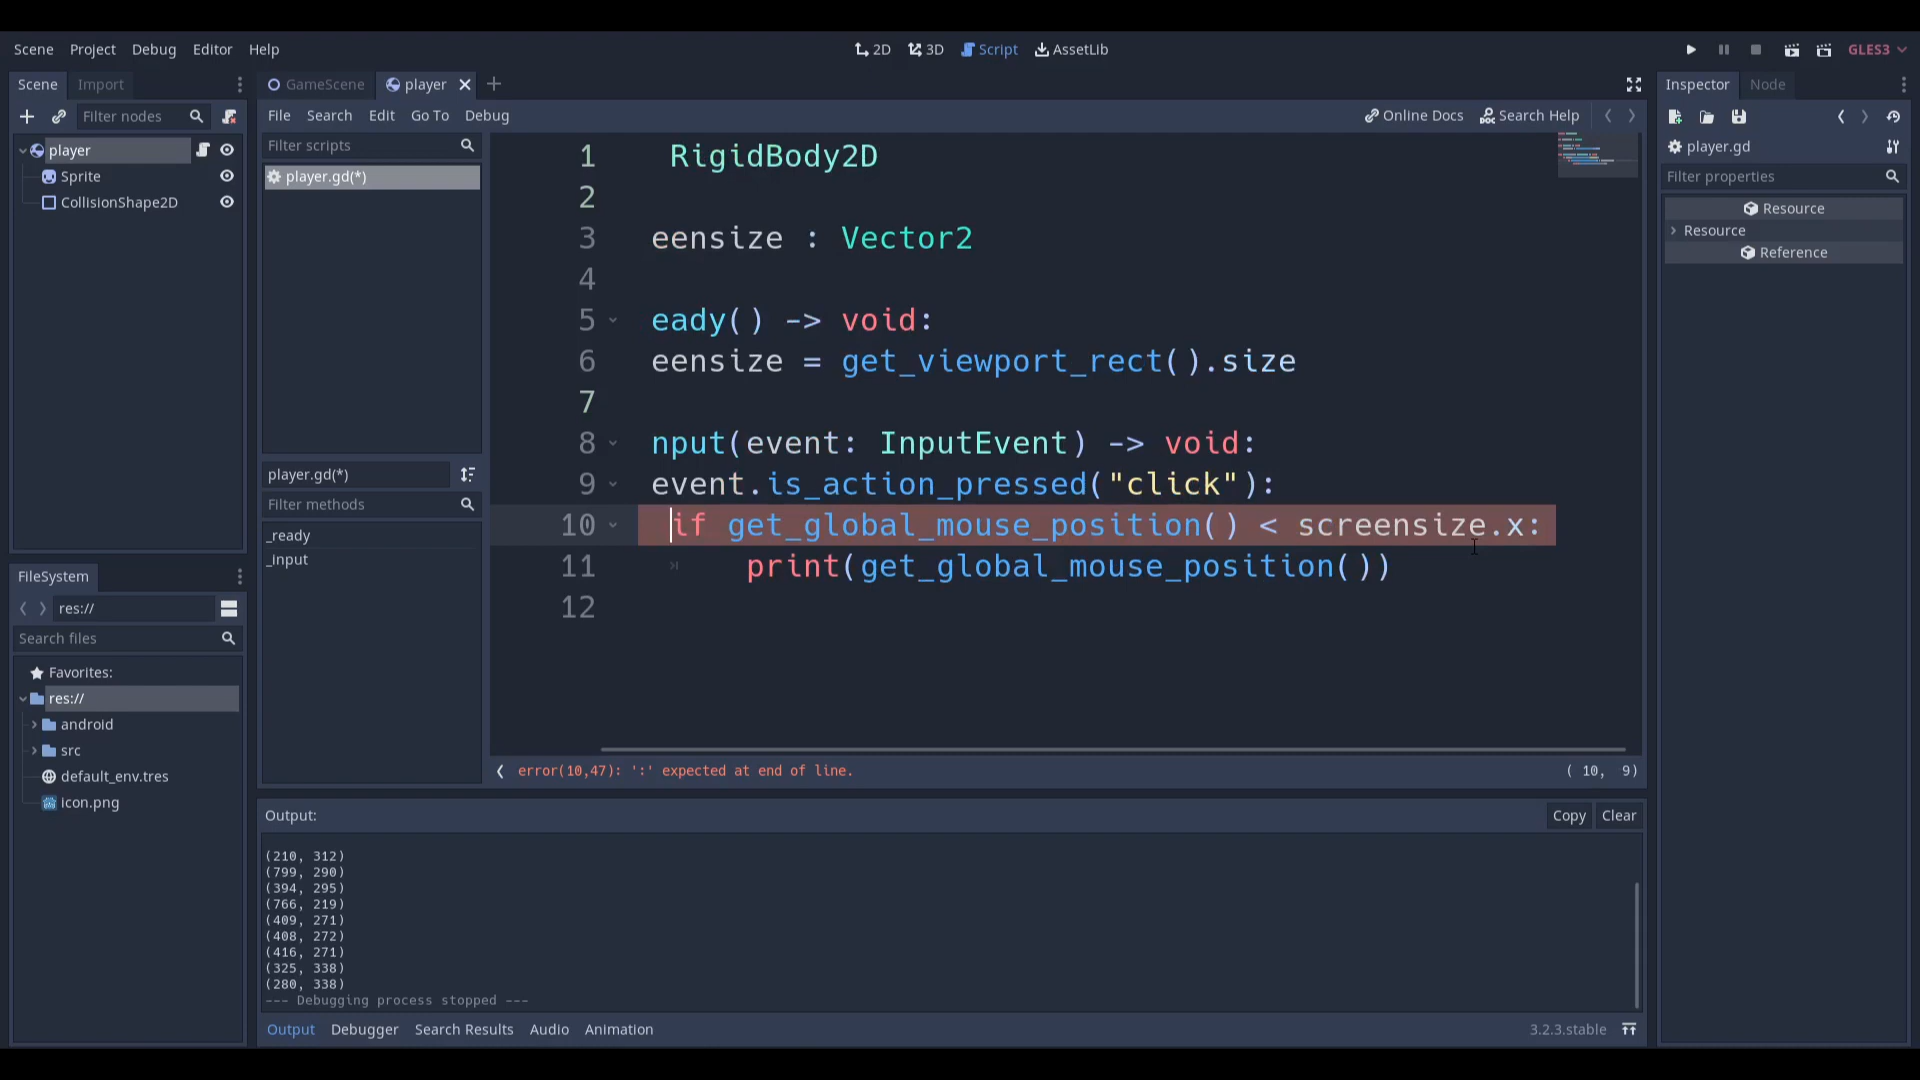 Scene Project Debug Editor Help
2D 3D Script AssetLib
GLES3
Scene Import
GameScene player
Inspector Node
Filter nodes
File Search Edit Go To Debug
Online Docs Search Help
player
Sprite
CollisionShape2D
Filter scripts
player.gd(*)
player.gd(*)
Filter methods
_ready
_input
1 RigidBody2D
2
3 eensize : Vector2
4
5 eady() -> void:
6 eensize = get_viewport_rect().size
7
8 nput(event: InputEvent) -> void:
9 event.is_action_pressed("click"):
10 if get_global_mouse_position() < screensize.x:
11 print(get_global_mouse_position())
12
error(10,47): ':' expected at end of line.
( 10, 9)
player.gd
Filter properties
Resource
Resource
Reference
FileSystem
res://
Search files
Favorites:
res://
android
src
default_env.tres
icon.png
Output:
Copy Clear
(210, 312)
(799, 290)
(394, 295)
(766, 219)
(409, 271)
(408, 272)
(416, 271)
(325, 338)
(280, 338)
--- Debugging process stopped ---
Output Debugger Search Results Audio Animation
3.2.3.stable